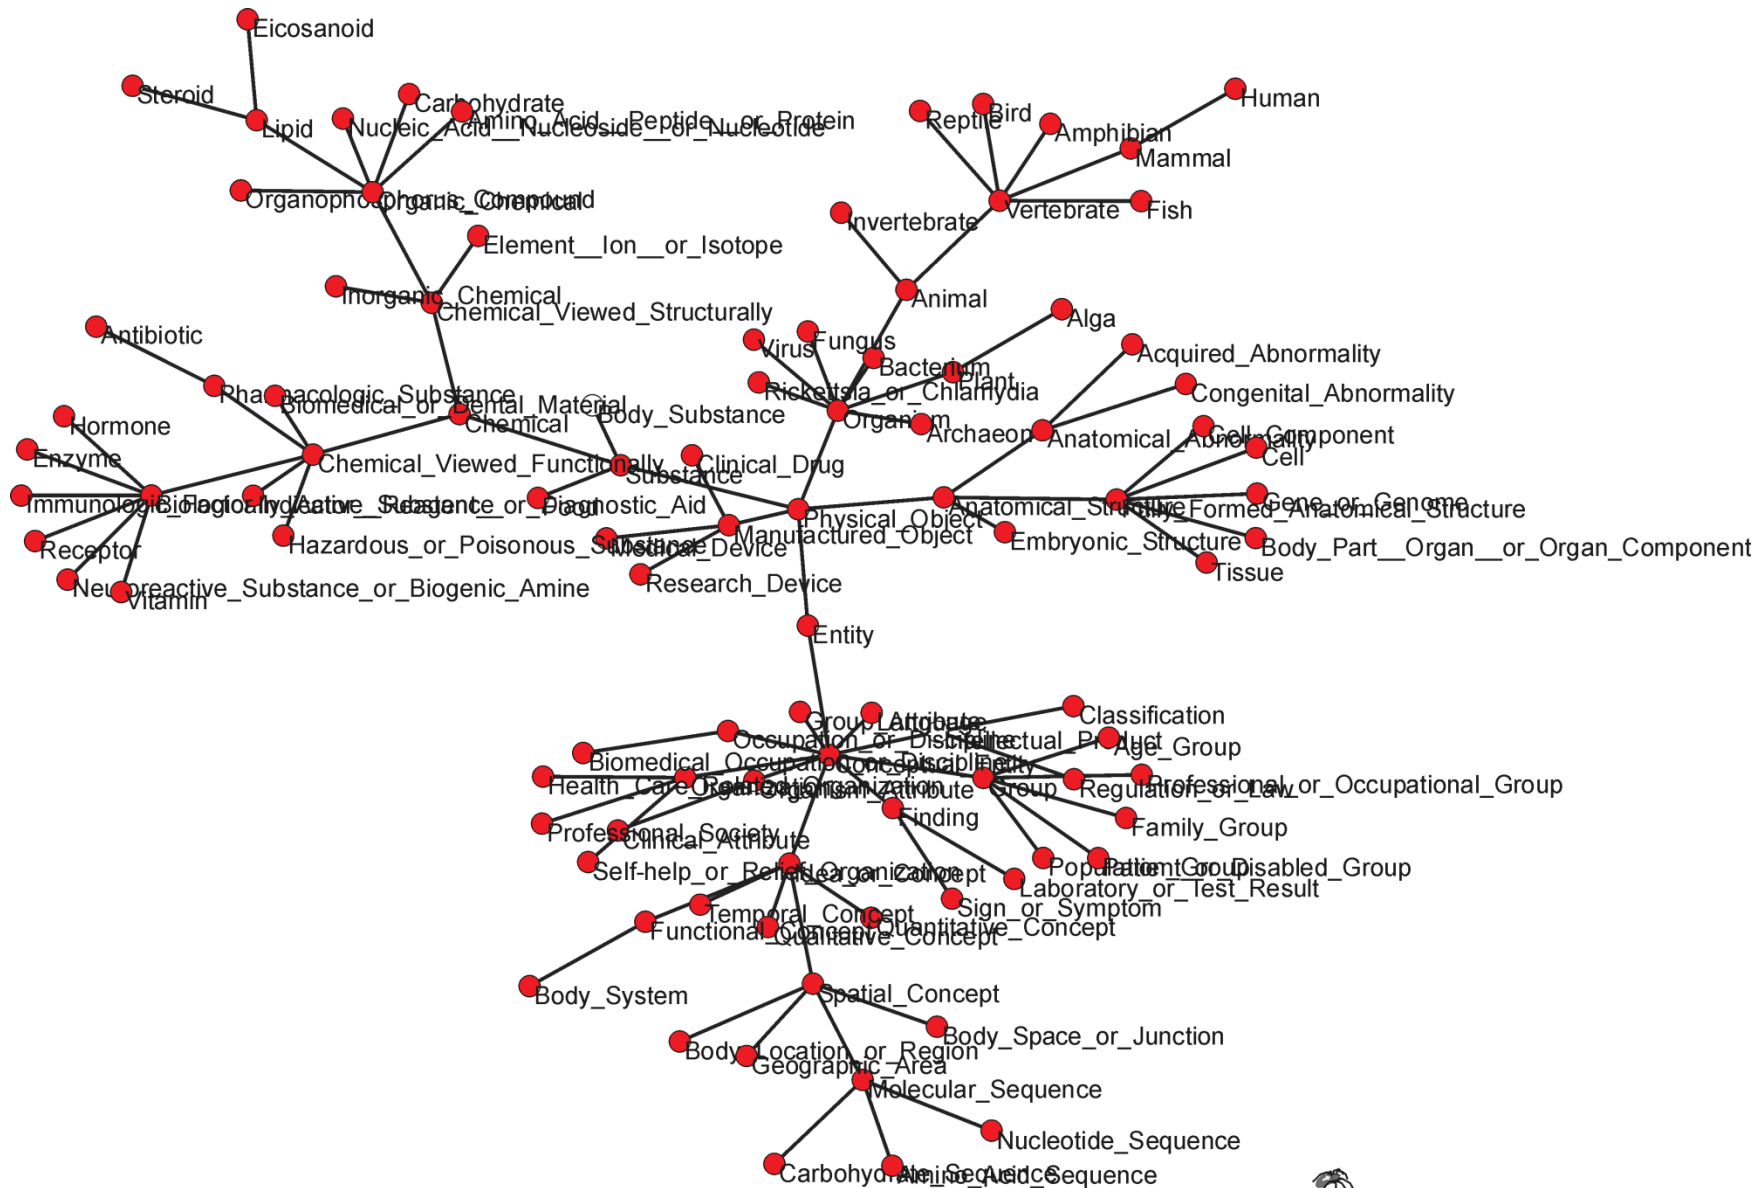 Eicosanoid
Steroid
Lipid
Carbohydrate
Nucleic_Acid__Nucleoside__or_Nucleotide
Amino_Acid__Peptide__or_Protein
Organophosphorus_Compound
Organic_Chemical
Element__Ion__or_Isotope
Inorganic_Chemical
Chemical_Viewed_Structurally
Human
Reptile
Bird
Amphibian
Mammal
Vertebrate
Fish
Invertebrate
Animal
Alga
Virus
Fungus
Bacterium
Plant
Rickettsia_or_Chlamydia
Organism
Archaeon
Acquired_Abnormality
Congenital_Abnormality
Anatomical_Abnormality
Cell_Component
Cell
Gene_or_Genome
Anatomical_Structure
Fully_Formed_Anatomical_Structure
Embryonic_Structure
Body_Part__Organ__or_Organ_Component
Tissue
Antibiotic
Pharmacologic_Substance
Biomedical_or_Dental_Material
Chemical
Body_Substance
Hormone
Enzyme
Chemical_Viewed_Functionally
Substance
Clinical_Drug
Immunologic_Factor
Biologically_Active_Substance
Indicator__Reagent__or_Diagnostic_Aid
Food
Physical_Object
Manufactured_Object
Receptor
Hazardous_or_Poisonous_Substance
Medical_Device
Research_Device
Neuroreactive_Substance_or_Biogenic_Amine
Vitamin
Entity
Group_Attribute
Language
Classification
Occupation_or_Discipline
Intellectual_Product
Age_Group
Biomedical_Occupation_or_Discipline
Conceptual_Entity
Health_Care_Related_Organization
Organization
Organism_Attribute
Group
Regulation_or_Law
Professional_or_Occupational_Group
Finding
Family_Group
Professional_Society
Clinical_Attribute
Self-help_or_Relief_Organization
Idea_or_Concept
Population_Group
Patient_or_Disabled_Group
Laboratory_or_Test_Result
Sign_or_Symptom
Temporal_Concept
Functional_Concept
Qualitative_Concept
Quantitative_Concept
Body_System
Spatial_Concept
Body_Space_or_Junction
Body_Location_or_Region
Geographic_Area
Molecular_Sequence
Nucleotide_Sequence
Carbohydrate_Sequence
Amino_Acid_Sequence